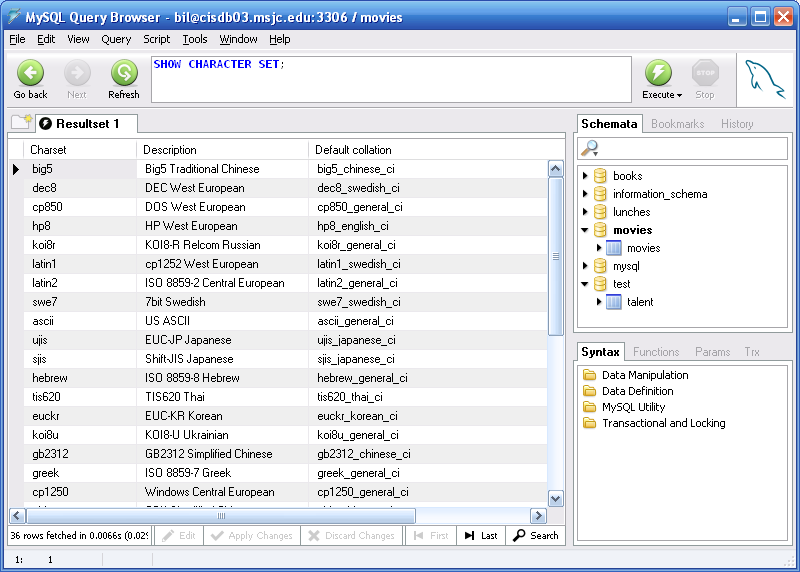 MySQL Query Browser - bil@cisdb03.msjc.edu:3306 / movies
File Edit View Query Script Tools Window Help
SHOW CHARACTER SET;
Go back Next Refresh Execute STOP Stop
Resultset 1
Charset Description Default collation
big5 Big5 Traditional Chinese big5_chinese_ci
dec8 DEC West European dec8_swedish_ci
cp850 DOS West European cp850_general_ci
hp8 HP West European hp8_english_ci
koi8r KOI8-R Relcom Russian koi8r_general_ci
latin1 cp1252 West European latin1_swedish_ci
latin2 ISO 8859-2 Central European latin2_general_ci
swe7 7bit Swedish swe7_swedish_ci
ascii US ASCII ascii_general_ci
ujis EUC-JP Japanese ujis_japanese_ci
sjis Shift-JIS Japanese sjis_japanese_ci
hebrew ISO 8859-8 Hebrew hebrew_general_ci
tis620 TIS620 Thai tis620_thai_ci
euckr EUC-KR Korean euckr_korean_ci
koi8u KOI8-U Ukrainian koi8u_general_ci
gb2312 GB2312 Simplified Chinese gb2312_chinese_ci
greek ISO 8859-7 Greek greek_general_ci
cp1250 Windows Central European cp1250_general_ci
36 rows fetched in 0.0066s (0.029 Edit Apply Changes Discard Changes First Last Search
Schemata Bookmarks History
books
information_schema
lunches
movies
movies
mysql
test
talent
Syntax Functions Params Trx
Data Manipulation
Data Definition
MySQL Utility
Transactional and Locking
1: 1